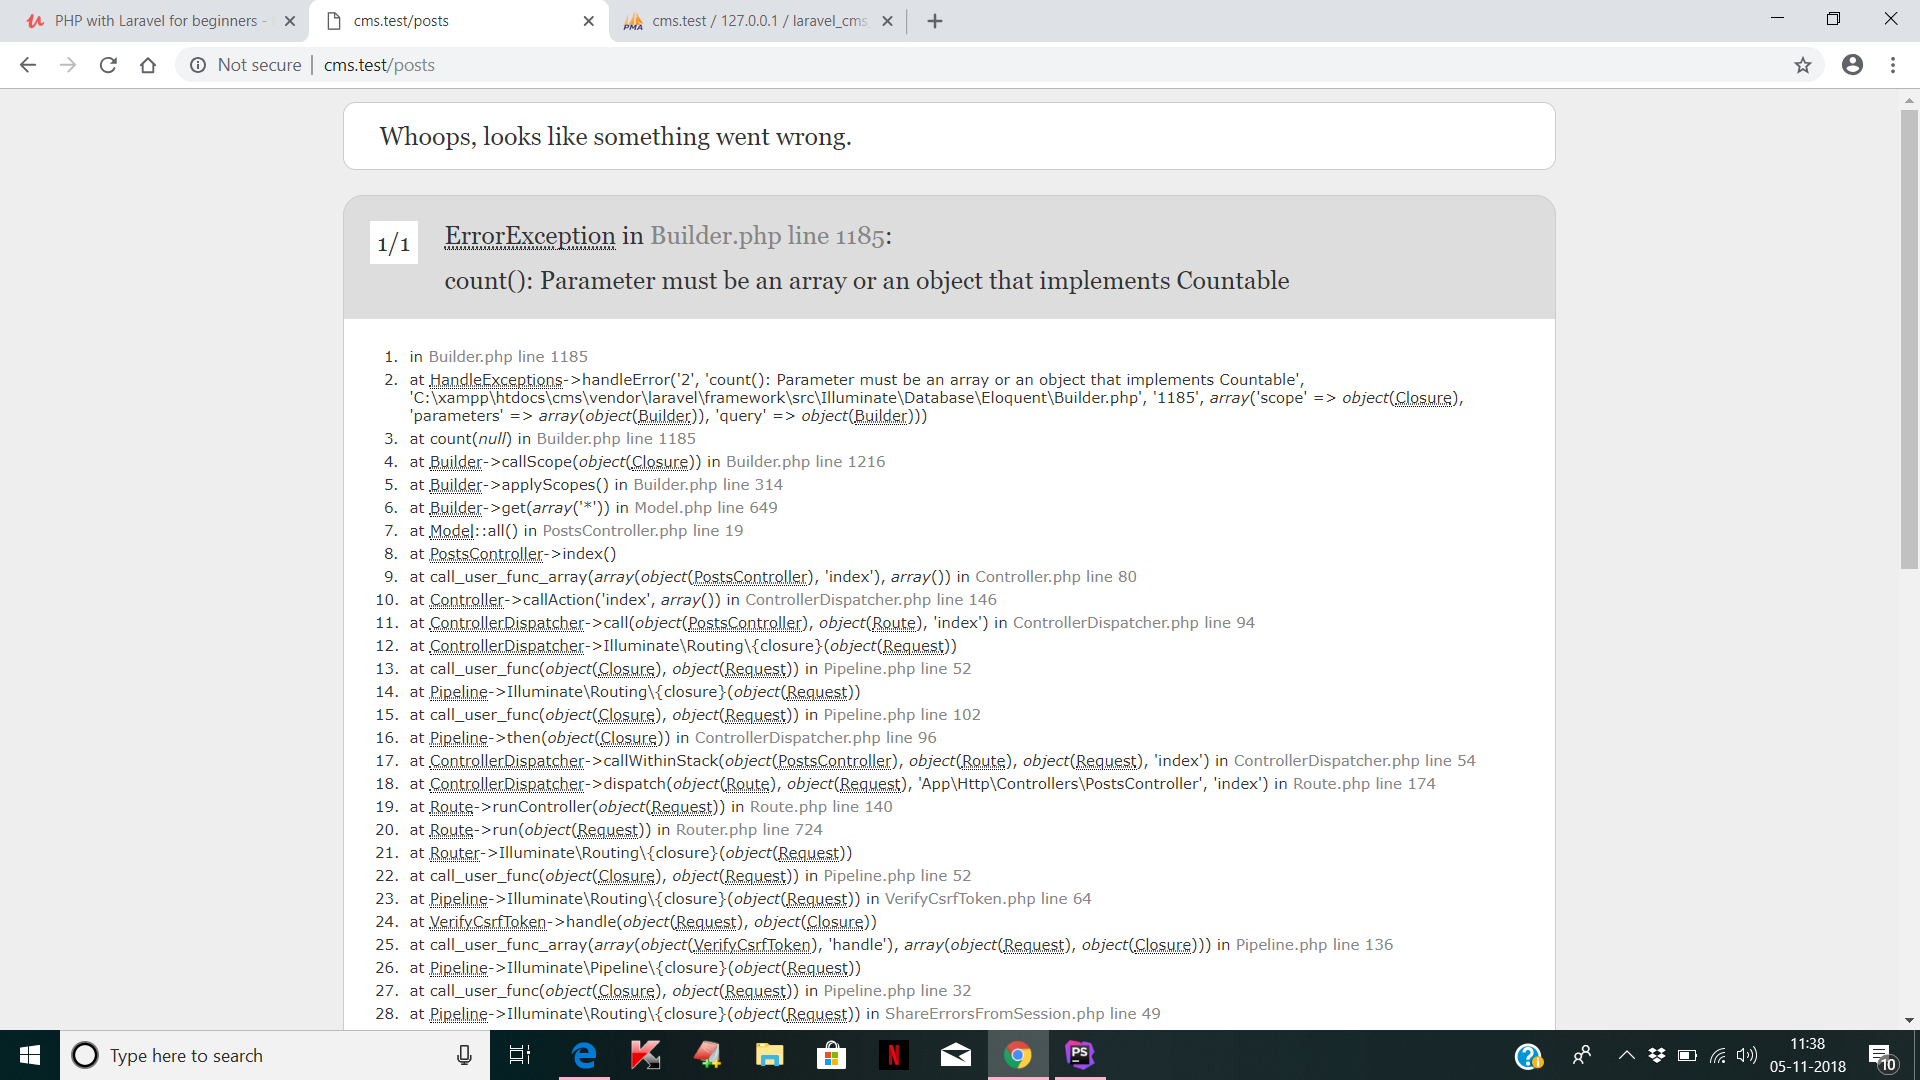 PHP with Laravel for beginners -
cms.test/posts
cms.test / 127.0.0.1 / laravel_cms
Not secure
cms.test/posts
Whoops, looks like something went wrong.
1/1
ErrorException in Builder.php line 1185:
count(): Parameter must be an array or an object that implements Countable
1. in Builder.php line 1185
2. at HandleExceptions->handleError('2', 'count(): Parameter must be an array or an object that implements Countable',
'C:\xampp\htdocs\cms\vendor\laravel\framework\src\Illuminate\Database\Eloquent\Builder.php', '1185', array('scope' => object(Closure),
'parameters' => array(object(Builder)), 'query' => object(Builder)))
3. at count(null) in Builder.php line 1185
4. at Builder->callScope(object(Closure)) in Builder.php line 1216
5. at Builder->applyScopes() in Builder.php line 314
6. at Builder->get(array('*')) in Model.php line 649
7. at Model::all() in PostsController.php line 19
8. at PostsController->index()
9. at call_user_func_array(array(object(PostsController), 'index'), array()) in Controller.php line 80
10. at Controller->callAction('index', array()) in ControllerDispatcher.php line 146
11. at ControllerDispatcher->call(object(PostsController), object(Route), 'index') in ControllerDispatcher.php line 94
12. at ControllerDispatcher->Illuminate\Routing\{closure}(object(Request))
13. at call_user_func(object(Closure), object(Request)) in Pipeline.php line 52
14. at Pipeline->Illuminate\Routing\{closure}(object(Request))
15. at call_user_func(object(Closure), object(Request)) in Pipeline.php line 102
16. at Pipeline->then(object(Closure)) in ControllerDispatcher.php line 96
17. at ControllerDispatcher->callWithinStack(object(PostsController), object(Route), object(Request), 'index') in ControllerDispatcher.php line 54
18. at ControllerDispatcher->dispatch(object(Route), object(Request), 'App\Http\Controllers\PostsController', 'index') in Route.php line 174
19. at Route->runController(object(Request)) in Route.php line 140
20. at Route->run(object(Request)) in Router.php line 724
21. at Router->Illuminate\Routing\{closure}(object(Request))
22. at call_user_func(object(Closure), object(Request)) in Pipeline.php line 52
23. at Pipeline->Illuminate\Routing\{closure}(object(Request)) in VerifyCsrfToken.php line 64
24. at VerifyCsrfToken->handle(object(Request), object(Closure))
25. at call_user_func_array(array(object(VerifyCsrfToken), 'handle'), array(object(Request), object(Closure))) in Pipeline.php line 136
26. at Pipeline->Illuminate\Pipeline\{closure}(object(Request))
27. at call_user_func(object(Closure), object(Request)) in Pipeline.php line 32
28. at Pipeline->Illuminate\Routing\{closure}(object(Request)) in ShareErrorsFromSession.php line 49
Type here to search
11:38
05-11-2018
10